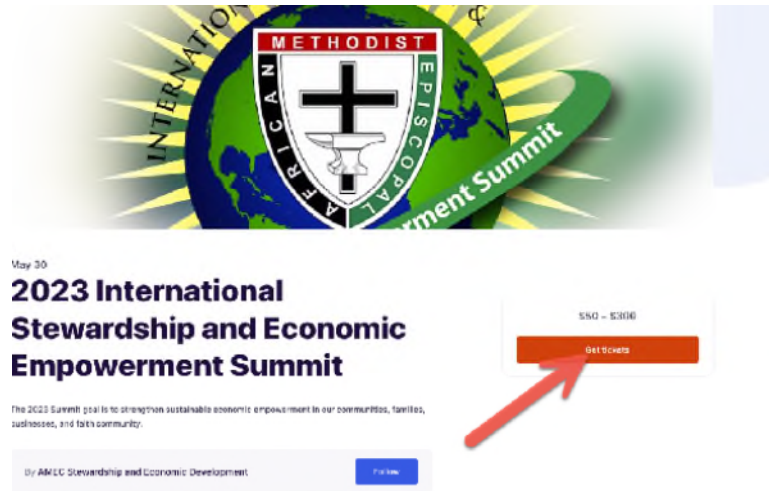 INTERNATIONAL
&
METHODIST
AFRICAN
EPISCOPAL
erment Summit
May 30
2023 International
Stewardship and Economic
Empowerment Summit
$50 – $300
Get tickets
The 2023 Summit goal is to strengthen sustainable economic empowerment in our communities, families,
businesses, and faith community.
By AMEC Stewardship and Economic Development
Follow